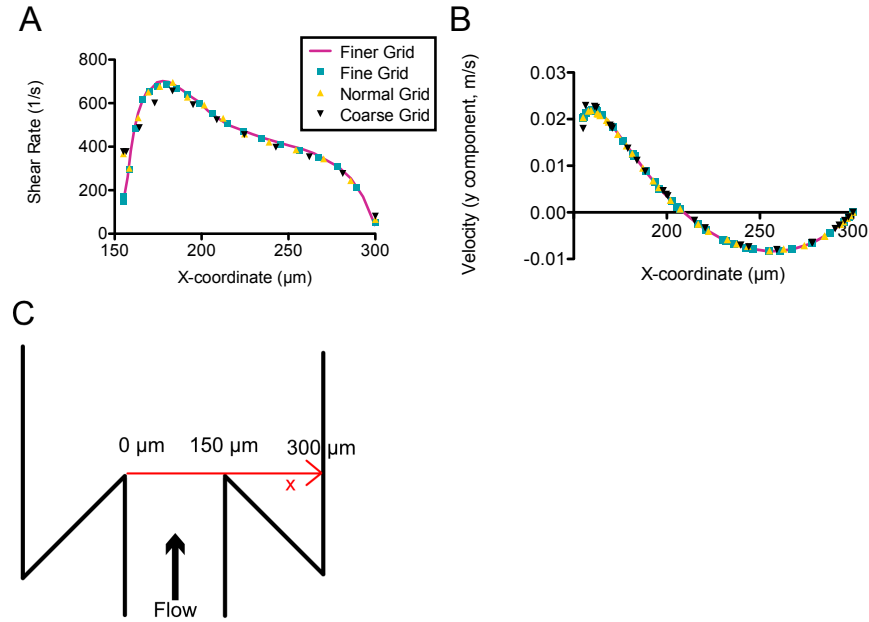 A
Shear Rate (1/s)
800
600
400
200
0
150
200
250
300
X-coordinate (µm)
Finer Grid
Fine Grid
Normal Grid
Coarse Grid
B
Velocity (y component, m/s)
0.03
0.02
0.01
0.00
-0.01
200
250
300
X-coordinate (µm)
C
0 µm
150 µm
300 µm
x
Flow